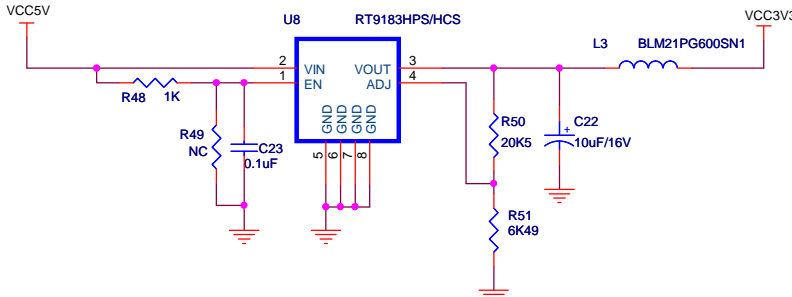 VCC5V
U8
RT9183HPS/HCS
VCC3V3
L3
BLM21PG600SN1
2
VIN
VOUT
3
1
EN
ADJ
4
R48
1K
R49
NC
C23
0.1uF
GND
GND
GND
GND
5
6
7
8
R50
20K5
C22
+
10uF/16V
R51
6K49